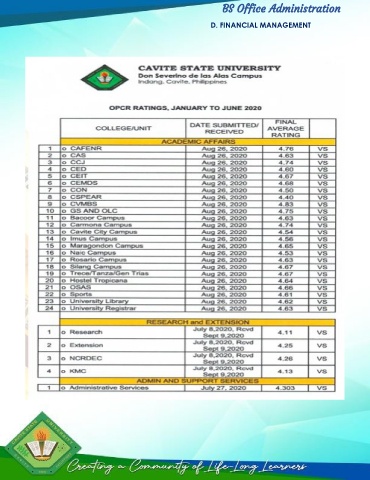 BS Office Administration
D. FINANCIAL MANAGEMENT
CAVITE STATE UNIVERSITY
Don Severino de las Alas Campus
Indang, Cavite, Philippines
OPCR RATINGS, JANUARY TO JUNE 2020
COLLEGE/UNIT DATE SUBMITTED/ RECEIVED FINAL AVERAGE RATING
ACADEMIC AFFAIRS
1 o CAFENR Aug 26, 2020 4.76 VS
2 o CAS Aug 26, 2020 4.63 VS
3 o CCJ Aug 26, 2020 4.74 VS
4 o CED Aug 26, 2020 4.60 VS
5 o CEIT Aug 26, 2020 4.67 VS
6 o CEMDS Aug 26, 2020 4.68 VS
7 o CON Aug 26, 2020 4.50 VS
8 o CSPEAR Aug 26, 2020 4.40 VS
9 o CVMBS Aug 26, 2020 4.83 VS
10 o GS AND OLC Aug 26, 2020 4.75 VS
11 o Bacoor Campus Aug 26, 2020 4.63 VS
12 o Carmona Campus Aug 26, 2020 4.74 VS
13 o Cavite City Campus Aug 26, 2020 4.54 VS
14 o Imus Campus Aug 26, 2020 4.56 VS
15 o Maragondon Campus Aug 26, 2020 4.65 VS
16 o Naic Campus Aug 26, 2020 4.53 VS
17 o Rosario Campus Aug 26, 2020 4.63 VS
18 o Silang Campus Aug 26, 2020 4.67 VS
19 o Trece/Tanza/Gen Trias Aug 26, 2020 4.67 VS
20 o Hostel Tropicana Aug 26, 2020 4.64 VS
21 o OSAS Aug 26, 2020 4.66 VS
22 o Sports Aug 26, 2020 4.61 VS
23 o University Library Aug 26, 2020 4.62 VS
24 o University Registrar Aug 26, 2020 4.63 VS
RESEARCH and EXTENSION
1 o Research July 8,2020, Rcvd Sept 9,2020 4.11 VS
2 o Extension July 8,2020, Rcvd Sept 9,2020 4.25 VS
3 o NCRDEC July 8,2020, Rcvd Sept 9,2020 4.26 VS
4 o KMC July 8,2020, Rcvd Sept 9,2020 4.13 VS
ADMIN AND SUPPORT SERVICES
1 o Administrative Services July 27, 2020 4.303 VS
Creating a Community of Life-Long Learners